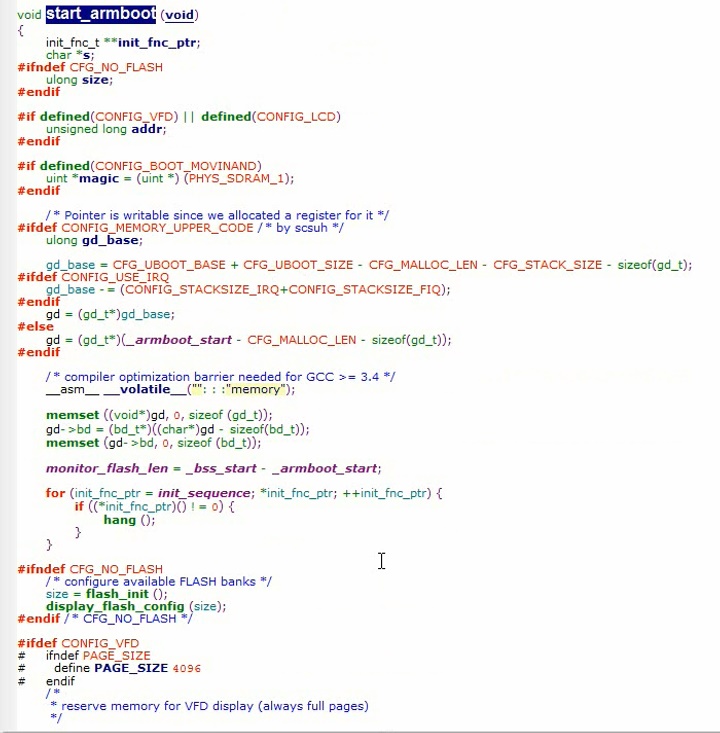 void start_armboot (void)
{
init_fnc_t **init_fnc_ptr;
char *s;
#ifndef CFG_NO_FLASH
ulong size;
#endif
#if defined(CONFIG_VFD) || defined(CONFIG_LCD)
unsigned long addr;
#endif
#if defined(CONFIG_BOOT_MOVINAND)
uint *magic = (uint *) (PHYS_SDRAM_1);
#endif
/* Pointer is writable since we allocated a register for it */
#ifdef CONFIG_MEMORY_UPPER_CODE /* by scsuh */
ulong gd_base;
gd_base = CFG_UBOOT_BASE + CFG_UBOOT_SIZE - CFG_MALLOC_LEN - CFG_STACK_SIZE - sizeof(gd_t);
#ifdef CONFIG_USE_IRQ
gd_base -= (CONFIG_STACKSIZE_IRQ+CONFIG_STACKSIZE_FIQ);
#endif
gd = (gd_t*)gd_base;
#else
gd = (gd_t*)(_armboot_start - CFG_MALLOC_LEN - sizeof(gd_t));
#endif
/* compiler optimization barrier needed for GCC >= 3.4 */
__asm__ __volatile__("": : :"memory");
memset ((void*)gd, 0, sizeof (gd_t));
gd->bd = (bd_t*)((char*)gd - sizeof(bd_t));
memset (gd->bd, 0, sizeof (bd_t));
monitor_flash_len = _bss_start - _armboot_start;
for (init_fnc_ptr = init_sequence; *init_fnc_ptr; ++init_fnc_ptr) {
if ((*init_fnc_ptr)() != 0) {
hang ();
}
}
#ifndef CFG_NO_FLASH
/* configure available FLASH banks */
size = flash_init ();
display_flash_config (size);
#endif /* CFG_NO_FLASH */
#ifdef CONFIG_VFD
# ifndef PAGE_SIZE
# define PAGE_SIZE 4096
# endif
/*
* reserve memory for VFD display (always full pages)
*/